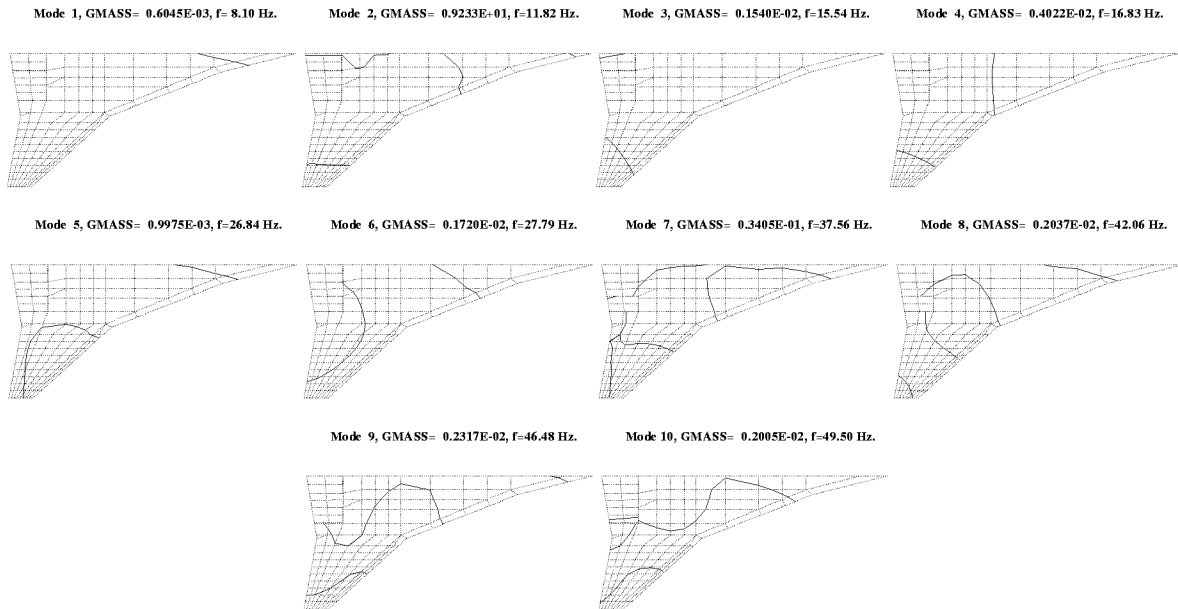 Mode 1, GMASS= 0.6045E-03, f= 8.10 Hz.
Mode 2, GMASS= 0.9233E+01, f=11.82 Hz.
Mode 3, GMASS= 0.1540E-02, f=15.54 Hz.
Mode 4, GMASS= 0.4022E-02, f=16.83 Hz.
Mode 5, GMASS= 0.9975E-03, f=26.84 Hz.
Mode 6, GMASS= 0.1720E-02, f=27.79 Hz.
Mode 7, GMASS= 0.3405E-01, f=37.56 Hz.
Mode 8, GMASS= 0.2037E-02, f=42.06 Hz.
Mode 9, GMASS= 0.2317E-02, f=46.48 Hz.
Mode 10, GMASS= 0.2005E-02, f=49.50 Hz.